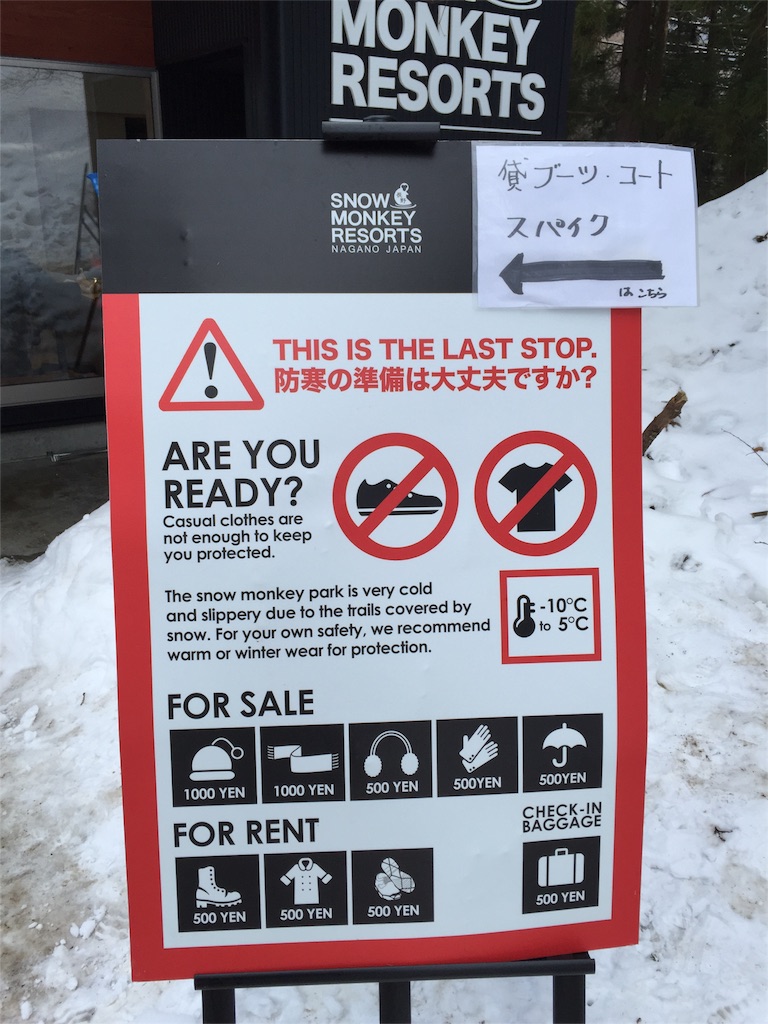 MONKEY
RESORTS
SNOW
MONKEY
RESORTS
NAGANO JAPAN
貸ブーツ・コート
スパイク
はこちら
THIS IS THE LAST STOP.
防寒の準備は大丈夫ですか?
ARE YOU
READY?
Casual clothes are
not enough to keep
you protected.
The snow monkey park is very cold
and slippery due to the trails covered by
snow. For your own safety, we recommend
warm or winter wear for protection.
-10°C
to 5°C
FOR SALE
1000 YEN
1000 YEN
500 YEN
500YEN
500YEN
FOR RENT
500 YEN
500 YEN
500 YEN
CHECK-IN
BAGGAGE
500 YEN